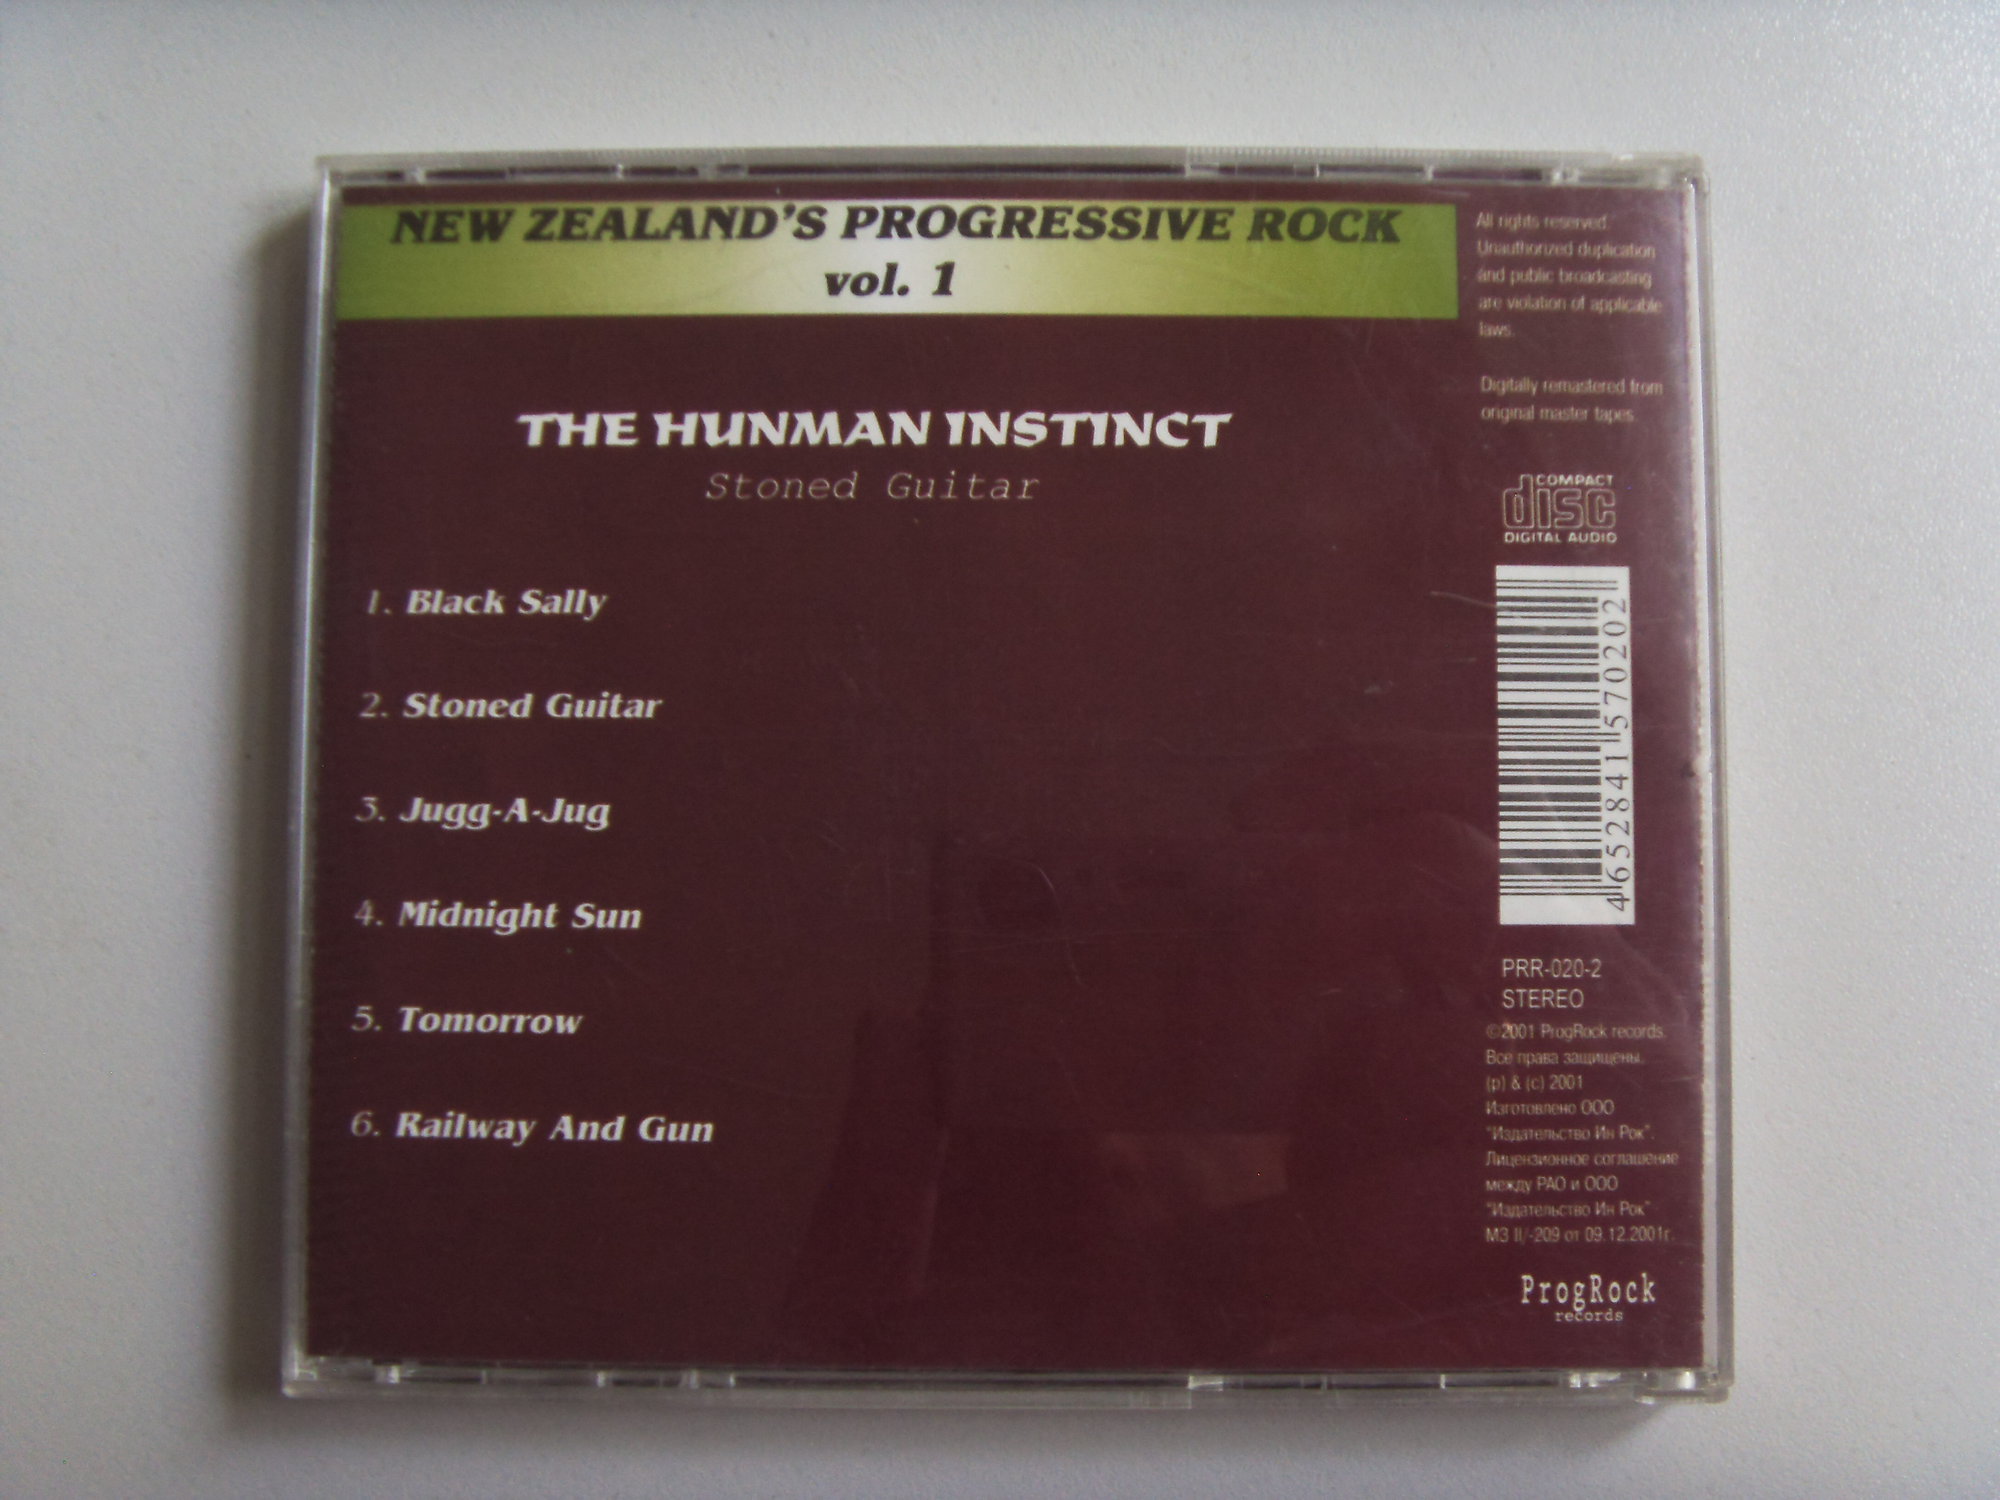 NEW ZEALAND'S PROGRESSIVE ROCK
vol. 1
THE HUNMAN INSTINCT
Stoned Guitar
1. Black Sally
2. Stoned Guitar
3. Jugg-A-Jug
4. Midnight Sun
5. Tomorrow
6. Railway And Gun
All rights reserved.
Unauthorized duplication
and public broadcasting
are violation of applicable
laws.
Digitally remastered from
original master tapes.
COMPACT
disc
DIGITAL AUDIO
4652841570202
PRR-020-2
STEREO
©2001 ProgRock records.
Все права защищены.
(p) & (c) 2001
Изготовлено ООО
"Издательство Ин Рок".
Лицензионное соглашение
между РАО и ООО
"Издательство Ин Рок"
МЗ II/-209 от 09.12.2001г.
ProgRock
records